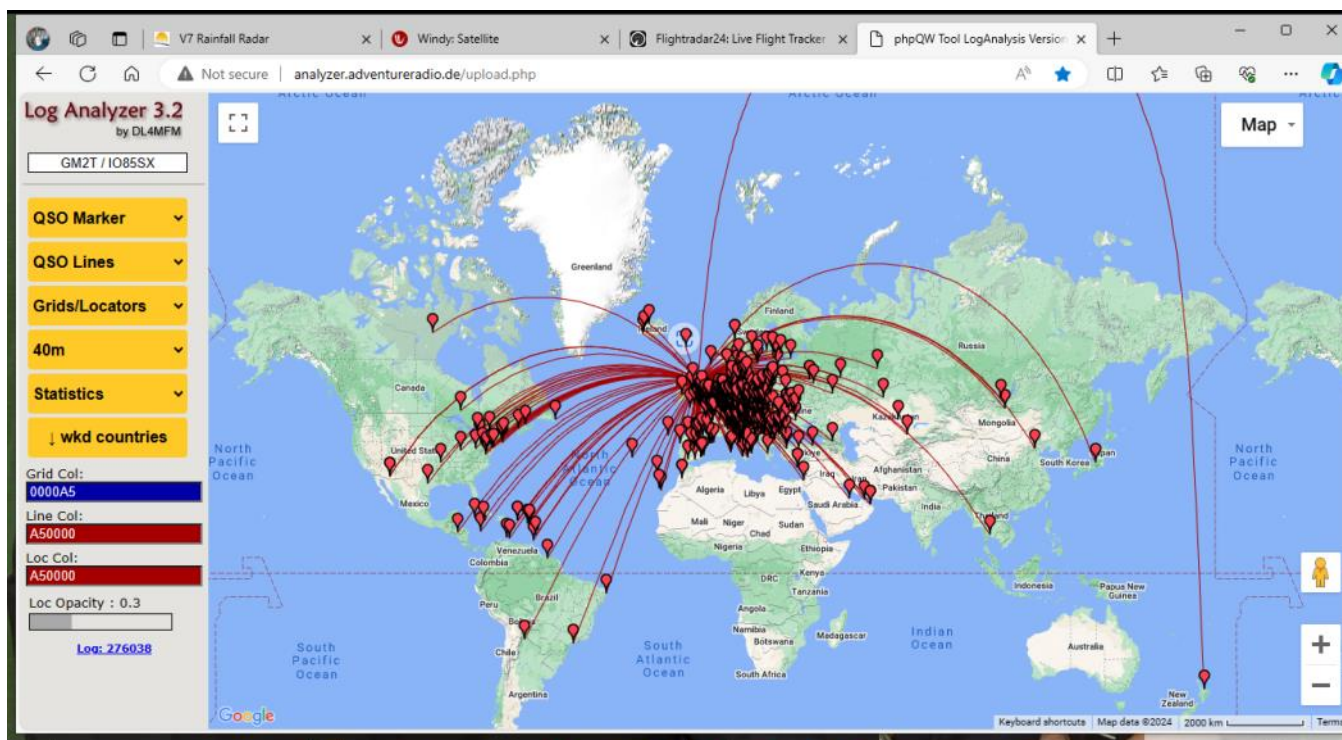 V7 Rainfall Radar
Windy: Satellite
Flightradar24: Live Flight Tracker
phpQW Tool LogAnalysis Version
Not secure
analyzer.adventureradio.de/upload.php
Log Analyzer 3.2
by DL4MFM
GM2T / IO85SX
QSO Marker
QSO Lines
Grids/Locators
40m
Statistics
↓ wkd countries
Grid Col:
0000A5
Line Col:
A50000
Loc Col:
A50000
Loc Opacity : 0.3
Log: 276038
Map
Greenland
Finland
Russia
Canada
Mongolia
North
Pacific
Ocean
China
South Korea
North
Pacific
Ocean
Afghanistan
Iraq
Pakistan
Algeria
Libya
Egypt
Saudi Arabia
India
Mexico
Mali
Niger
Chad
Sudan
Thailand
Nigeria
Ethiopia
Venezuela
Colombia
Kenya
DRC
Tanzania
Indonesia
Papua New
Guinea
Peru
Brazil
Angola
Namibia
Botswana
Madagascar
Indian
Ocean
Australia
South
Pacific
Ocean
Chile
South
Atlantic
Ocean
South Africa
Argentina
New
Zealand
Google
Keyboard shortcuts
Map data ©2024
2000 km
Terms